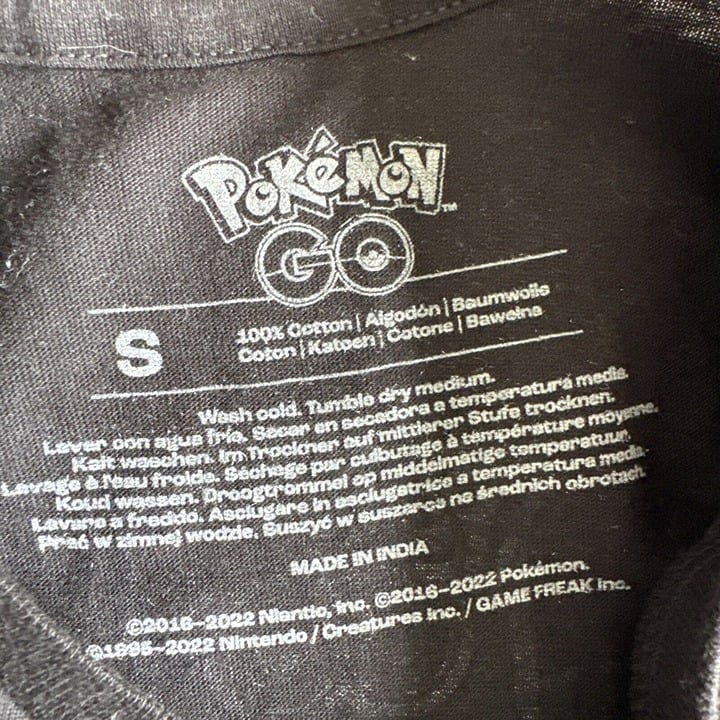 POKéMON™
GO
S
100% Cotton | Algodón | Baumwolle
Coton | Katoen | Cotone | Bawełna
Wash cold. Tumble dry medium.
Lavar con agua fría. Secar en secadora a temperatura media.
Kalt waschen. Im Trockner auf mittlerer Stufe trocknen.
Lavage à l'eau froide. Séchage par culbutage à température moyenne.
Koud wassen. Droogtrommel op middelmatige temperatuur.
Lavare a freddo. Asciugare in asciugatrice a temperatura media.
Prać w zimnej wodzie. Suszyć w suszarce na średnich obrotach.
MADE IN INDIA
©2016–2022 Niantic, Inc. ©2016–2022 Pokémon.
©1995–2022 Nintendo / Creatures Inc. / GAME FREAK Inc.